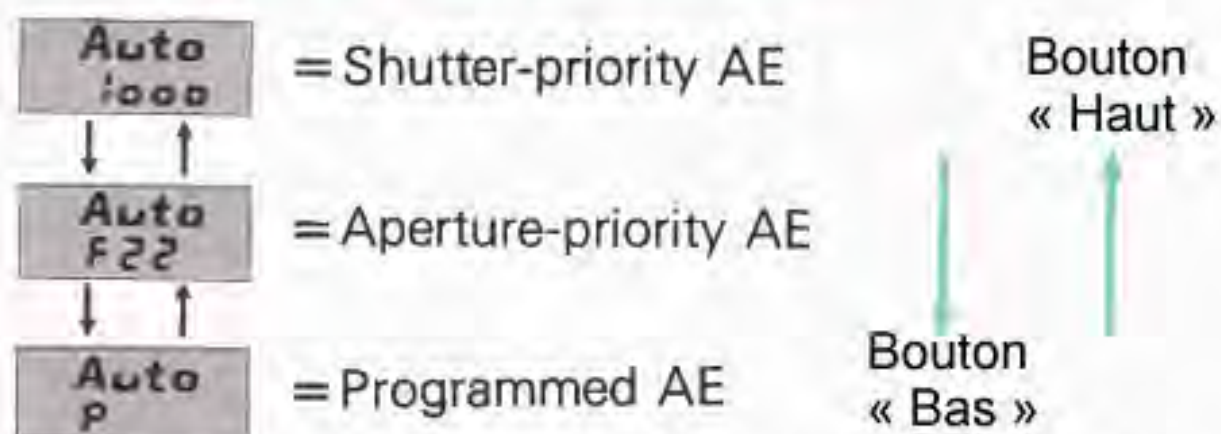 Auto
1000
= Shutter-priority AE
Bouton
« Haut »
Auto
F22
= Aperture-priority AE
Auto
P
= Programmed AE
Bouton
« Bas »